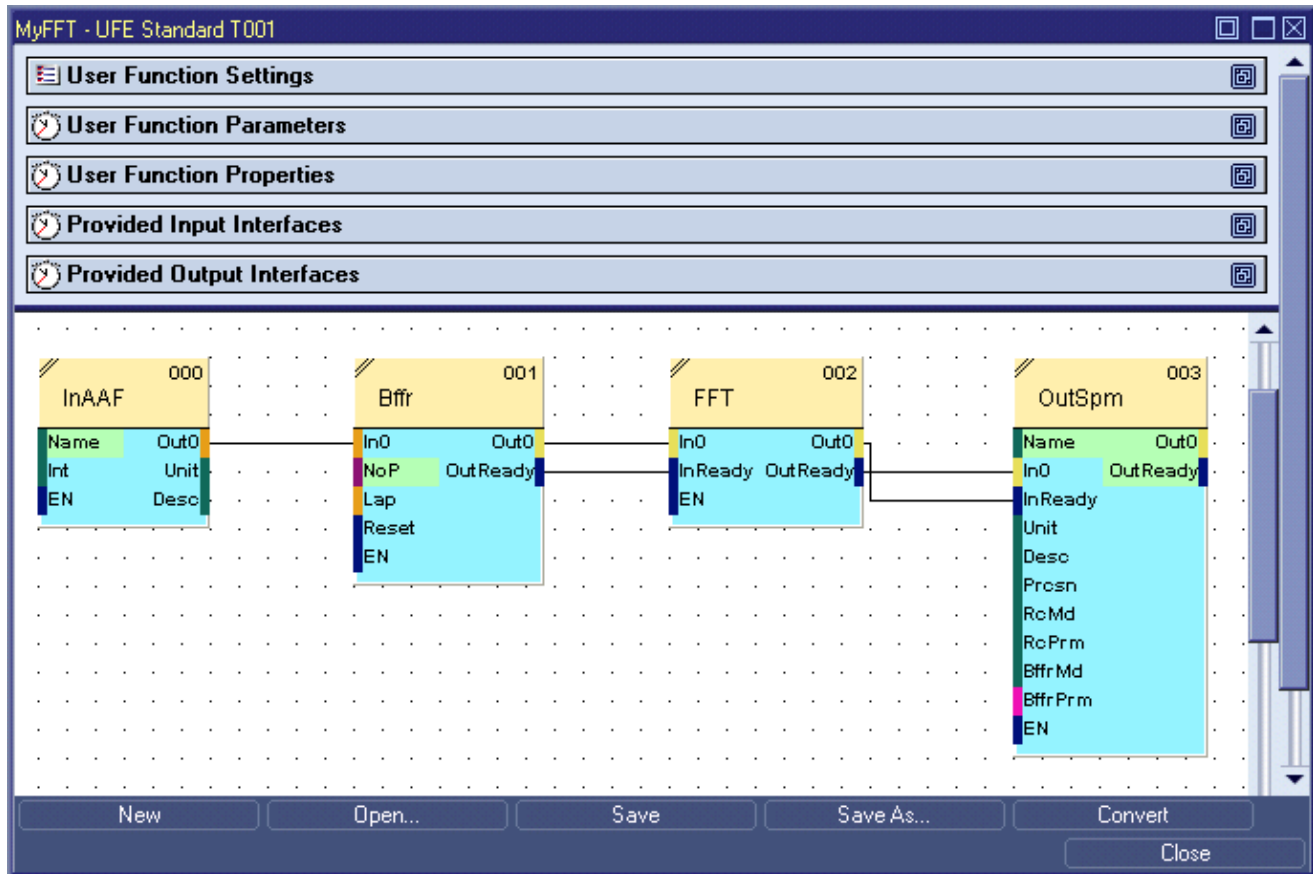 MyFFT - UFE Standard T001
User Function Settings
User Function Parameters
User Function Properties
Provided Input Interfaces
Provided Output Interfaces
000
InAAF
Name Out0
Int Unit
EN Desc
001
Bffr
In0 Out0
NoP OutReady
Lap
Reset
EN
002
FFT
In0 Out0
InReady OutReady
EN
003
OutSpm
Name Out0
In0 OutReady
InReady
Unit
Desc
Prcsn
RcMd
RcPrm
BffrMd
BffrPrm
EN
New Open... Save Save As... Convert
Close